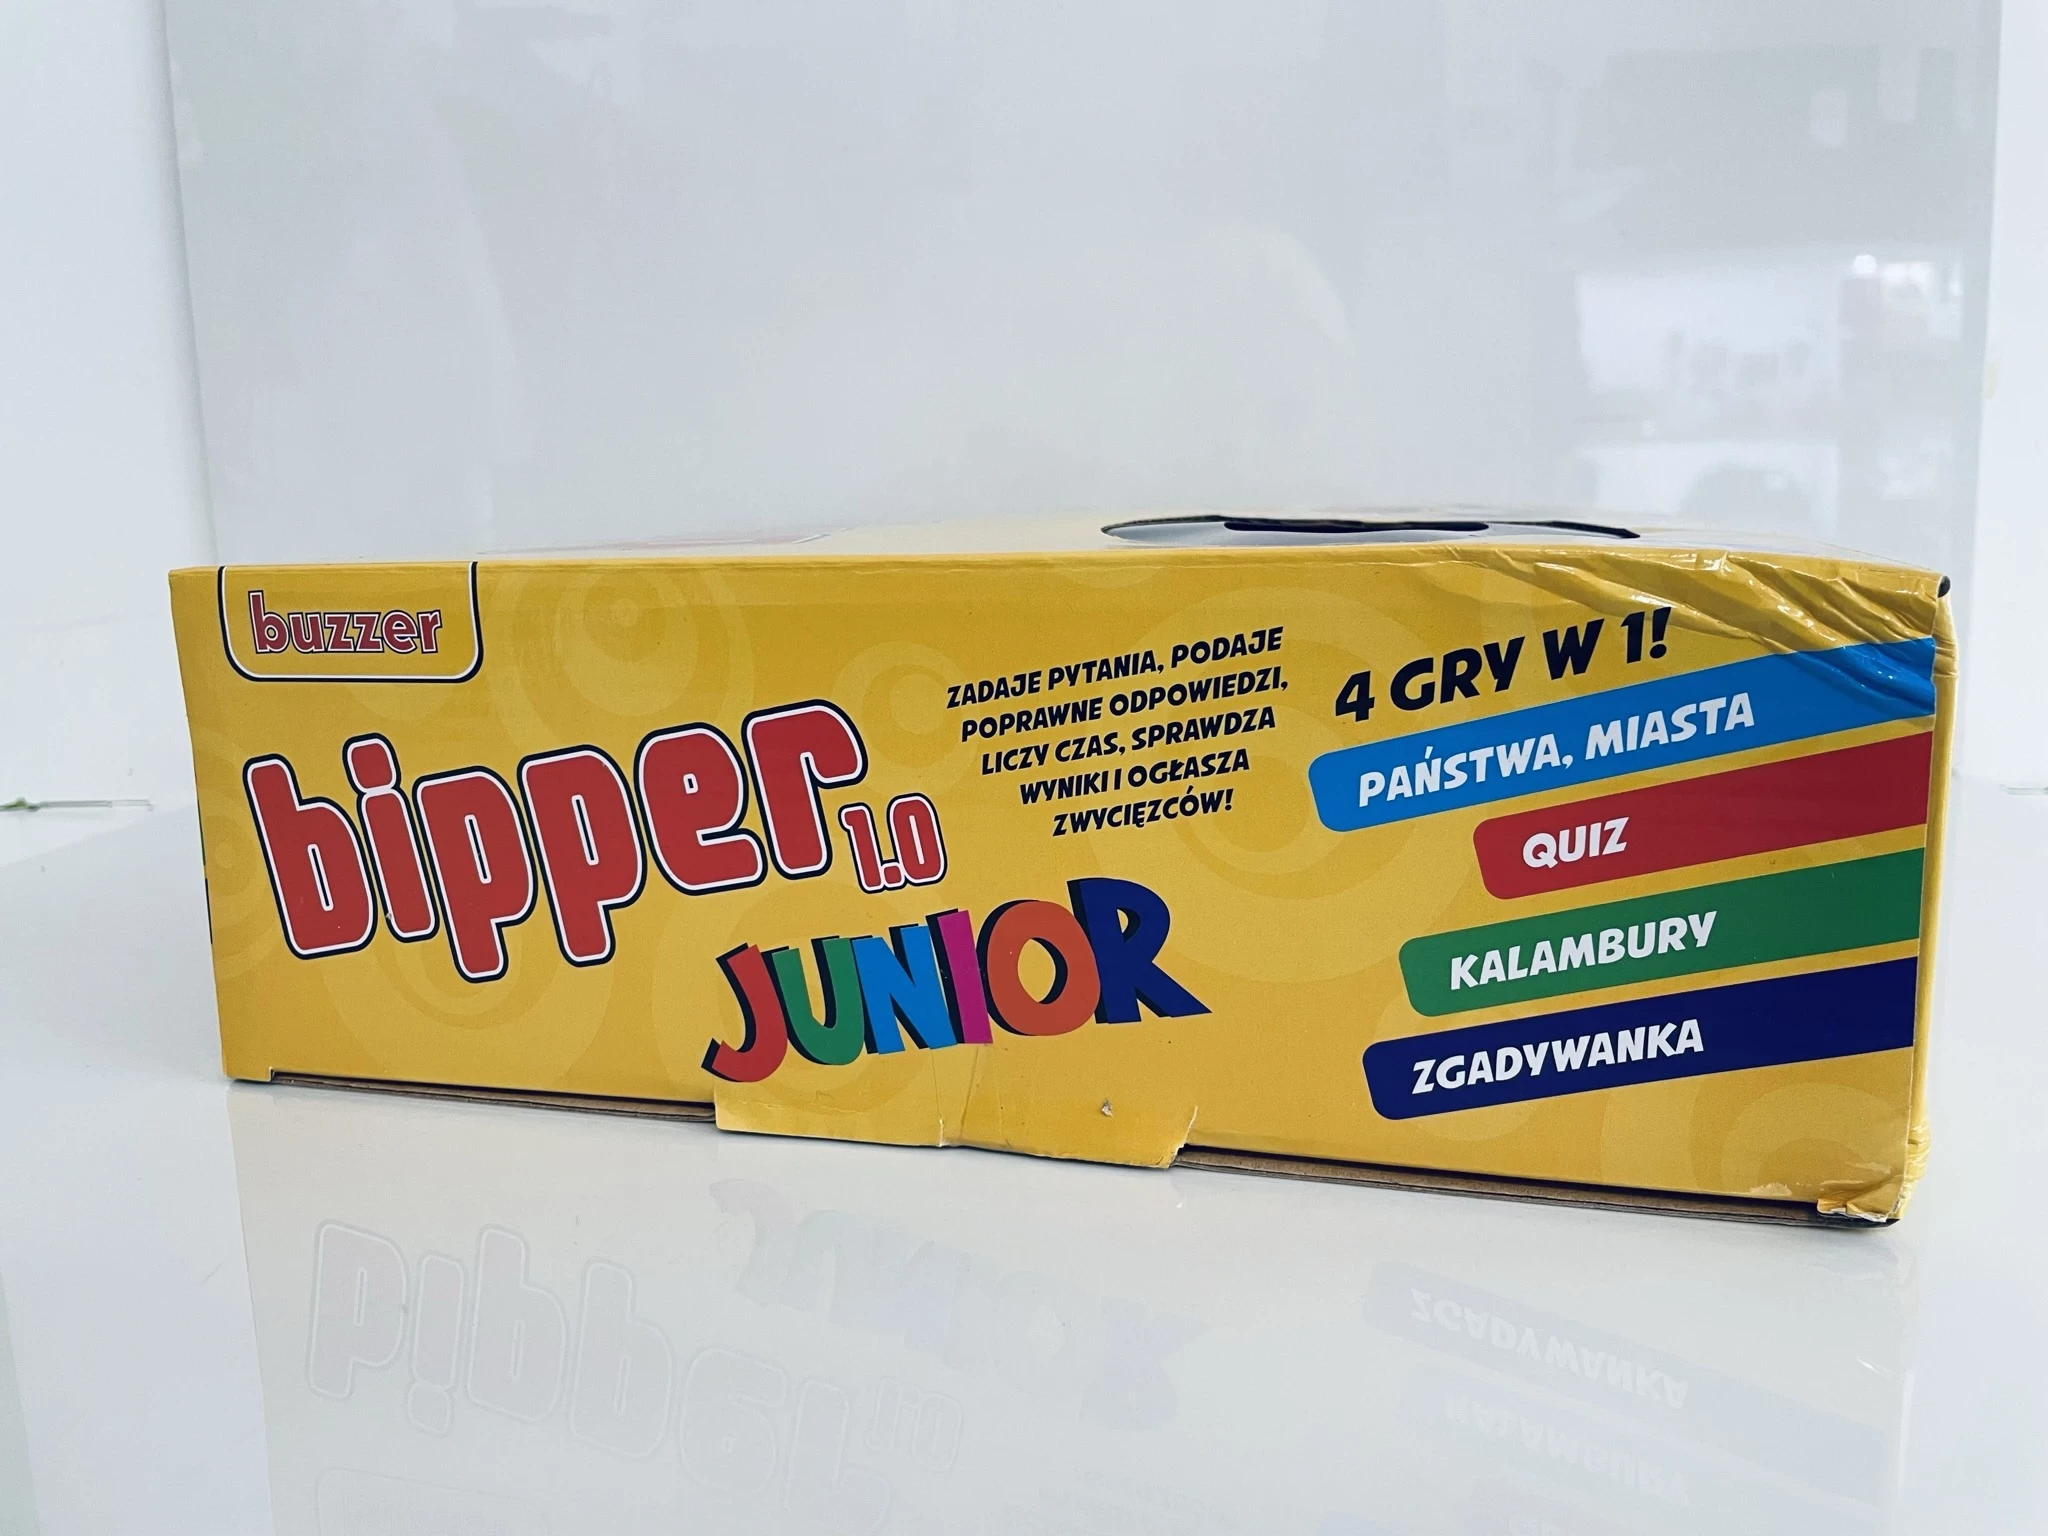 buzzer
bipper 1.0
JUNIOR
ZADAJE PYTANIA, PODAJE
POPRAWNE ODPOWIEDZI,
LICZY CZAS, SPRAWDZA
WYNIKI I OGŁASZA
ZWYCIĘZCÓW!
4 GRY W 1!
PAŃSTWA, MIASTA
QUIZ
KALAMBURY
ZGADYWANKA